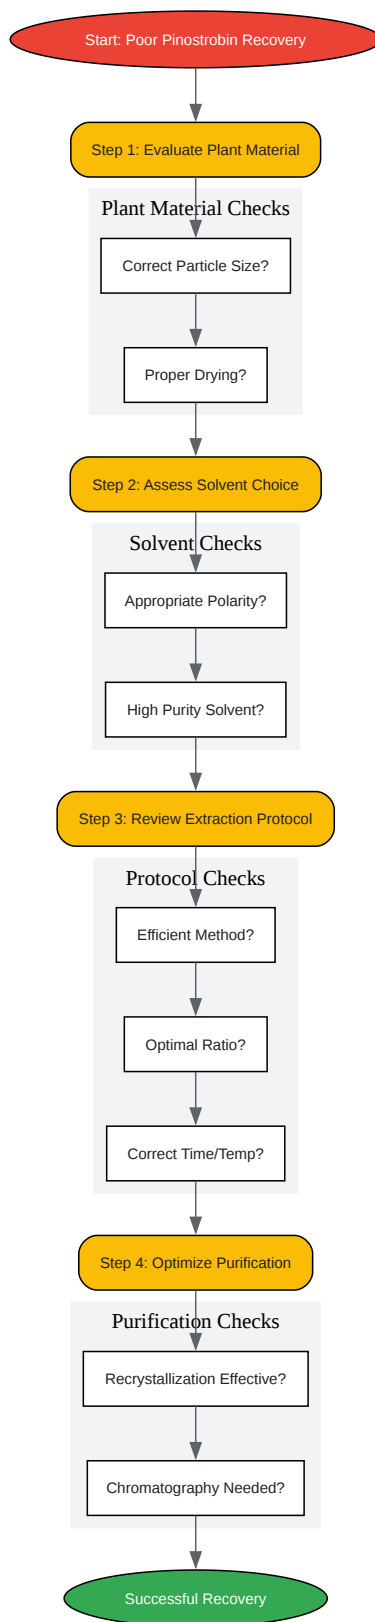 Start: Poor Pinostrobin Recovery
Step 1: Evaluate Plant Material
Plant Material Checks
Correct Particle Size?
Proper Drying?
Step 2: Assess Solvent Choice
Solvent Checks
Appropriate Polarity?
High Purity Solvent?
Step 3: Review Extraction Protocol
Protocol Checks
Efficient Method?
Optimal Ratio?
Correct Time/Temp?
Step 4: Optimize Purification
Purification Checks
Recrystallization Effective?
Chromatography Needed?
Successful Recovery